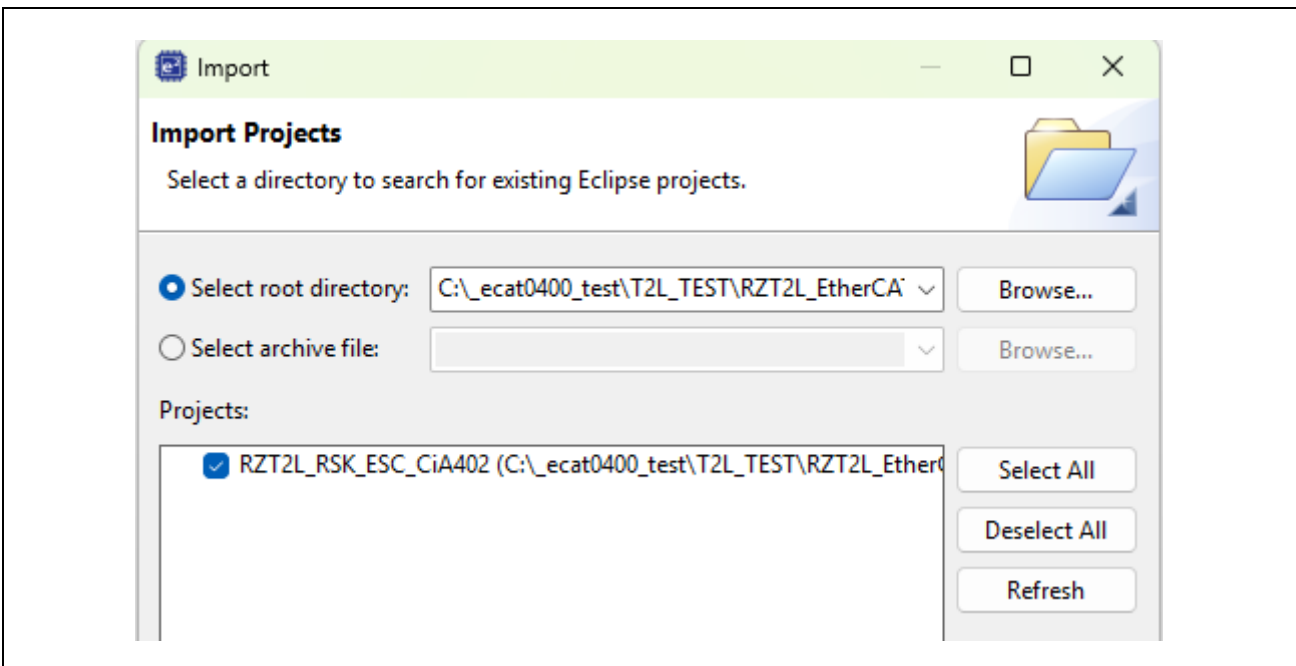 e² Import
Import Projects
Select a directory to search for existing Eclipse projects.
Select root directory: C:\_ecat0400_test\T2L_TEST\RZT2L_EtherCA Browse...
Select archive file: Browse...
Projects:
RZT2L_RSK_ESC_CiA402 (C:\_ecat0400_test\T2L_TEST\RZT2L_Ether
Select All
Deselect All
Refresh